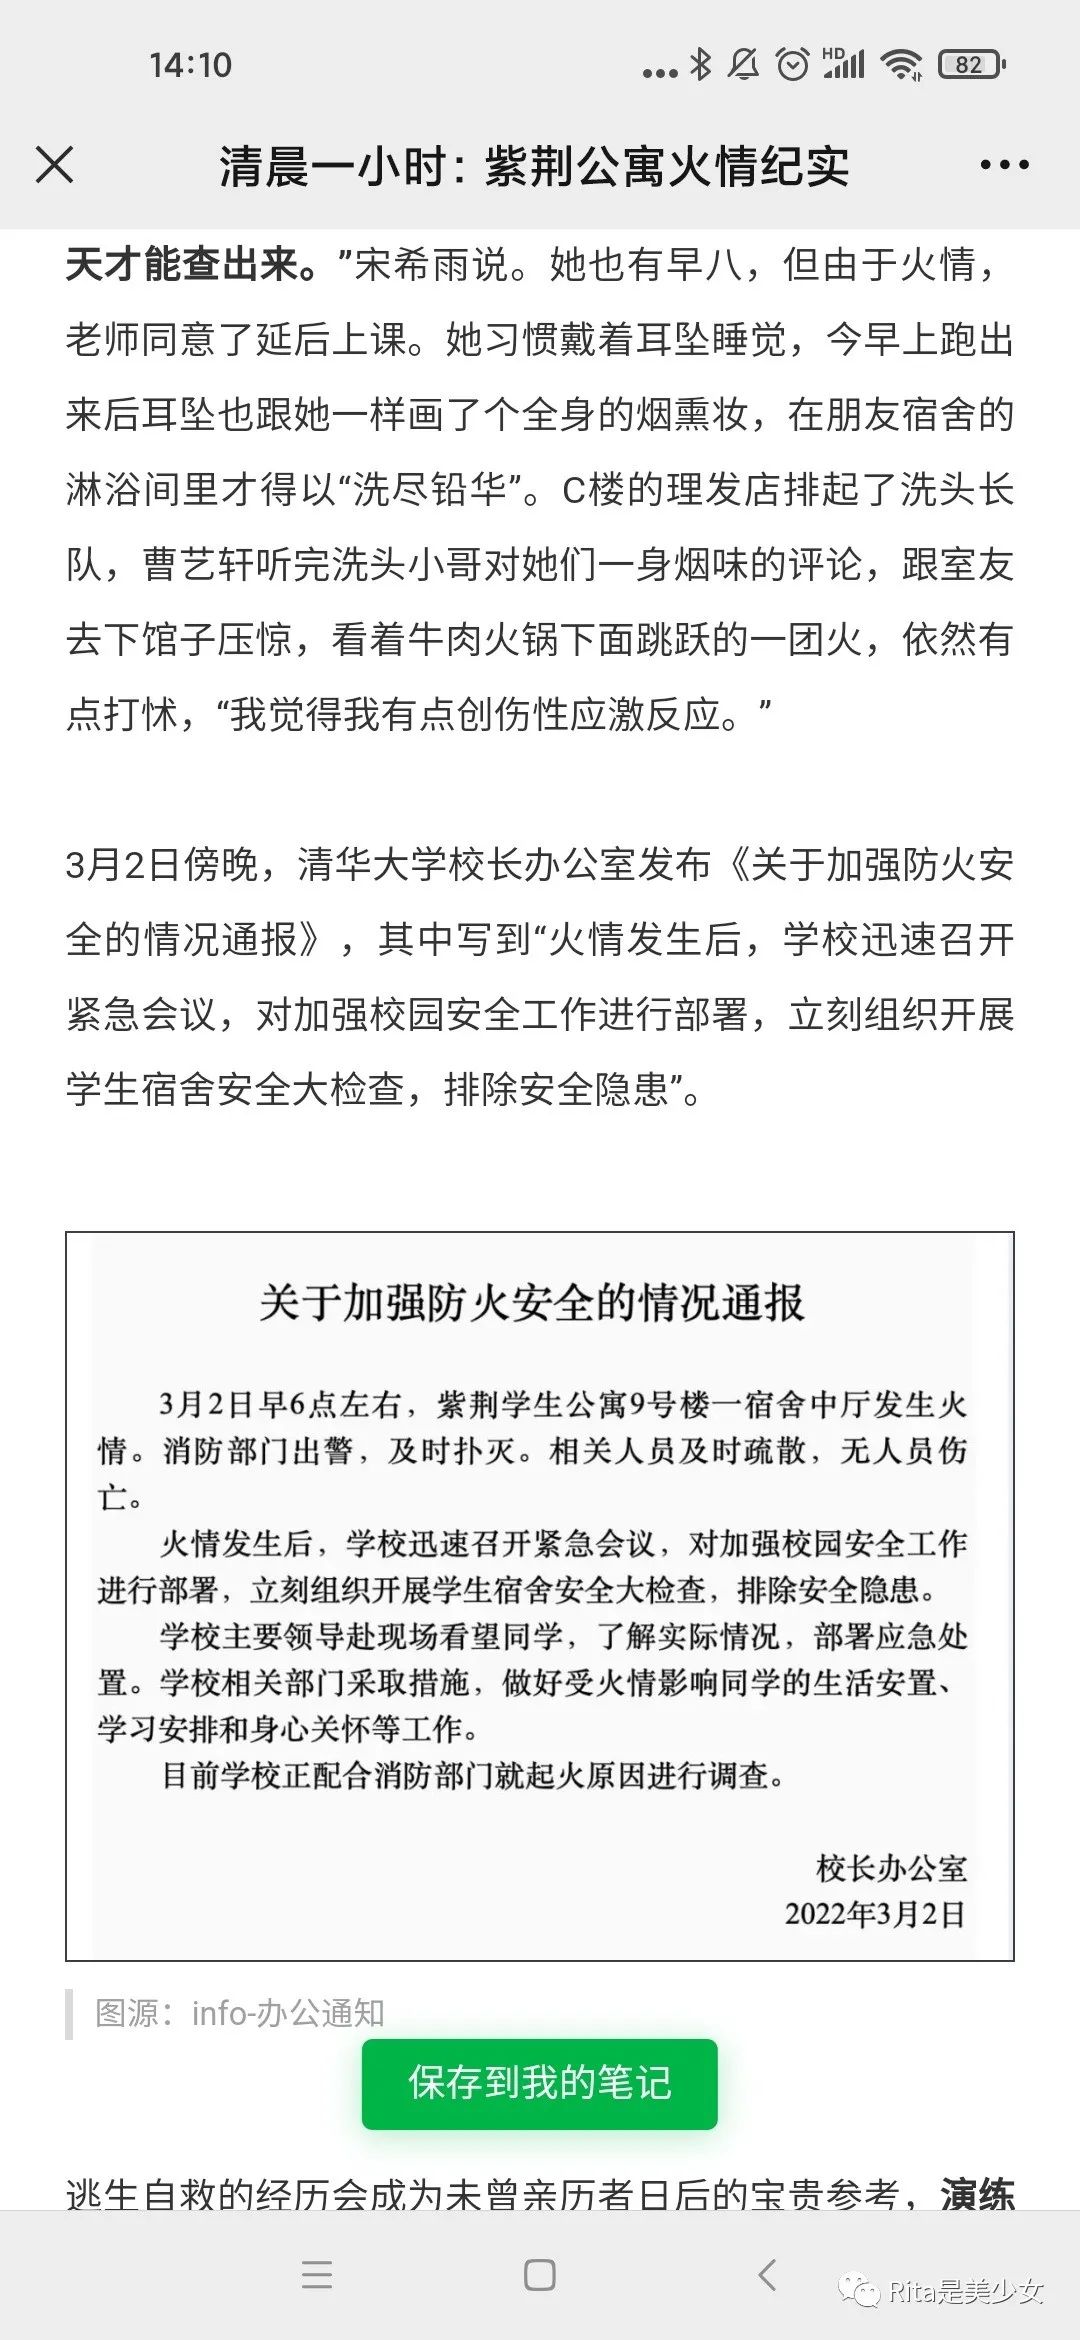 14:10
HD
82
清晨一小时：紫荆公寓火情纪实
天才能查出来。”宋希雨说。她也有早八，但由于火情，
老师同意了延后上课。她习惯戴着耳坠睡觉，今早上跑出
来后耳坠也跟她一样画了个全身的烟熏妆，在朋友宿舍的
淋浴间里才得以“洗尽铅华”。C楼的理发店排起了洗头长
队，曹艺轩听完洗头小哥对她们一身烟味的评论，跟室友
去下馆子压惊，看着牛肉火锅下面跳跃的一团火，依然有
点打怵，“我觉得我有点创伤性应激反应。”
3月2日傍晚，清华大学校长办公室发布《关于加强防火安
全的情况通报》，其中写到“火情发生后，学校迅速召开
紧急会议，对加强校园安全工作进行部署，立刻组织开展
学生宿舍安全大检查，排除安全隐患”。
关于加强防火安全的情况通报
3月2日早6点左右，紫荆学生公寓9号楼一宿舍中厅发生火
情。消防部门出警，及时扑灭。相关人员及时疏散，无人员伤
亡。
火情发生后，学校迅速召开紧急会议，对加强校园安全工作
进行部署，立刻组织开展学生宿舍安全大检查，排除安全隐患。
学校主要领导赴现场看望同学，了解实际情况，部署应急处
置。学校相关部门采取措施，做好受火情影响同学的生活安置、
学习安排和身心关怀等工作。
目前学校正配合消防部门就起火原因进行调查。
校长办公室
2022年3月2日
图源：info-办公通知
保存到我的笔记
逃生自救的经历会成为未曾亲历者日后的宝贵参考，演练
Rita是美少女